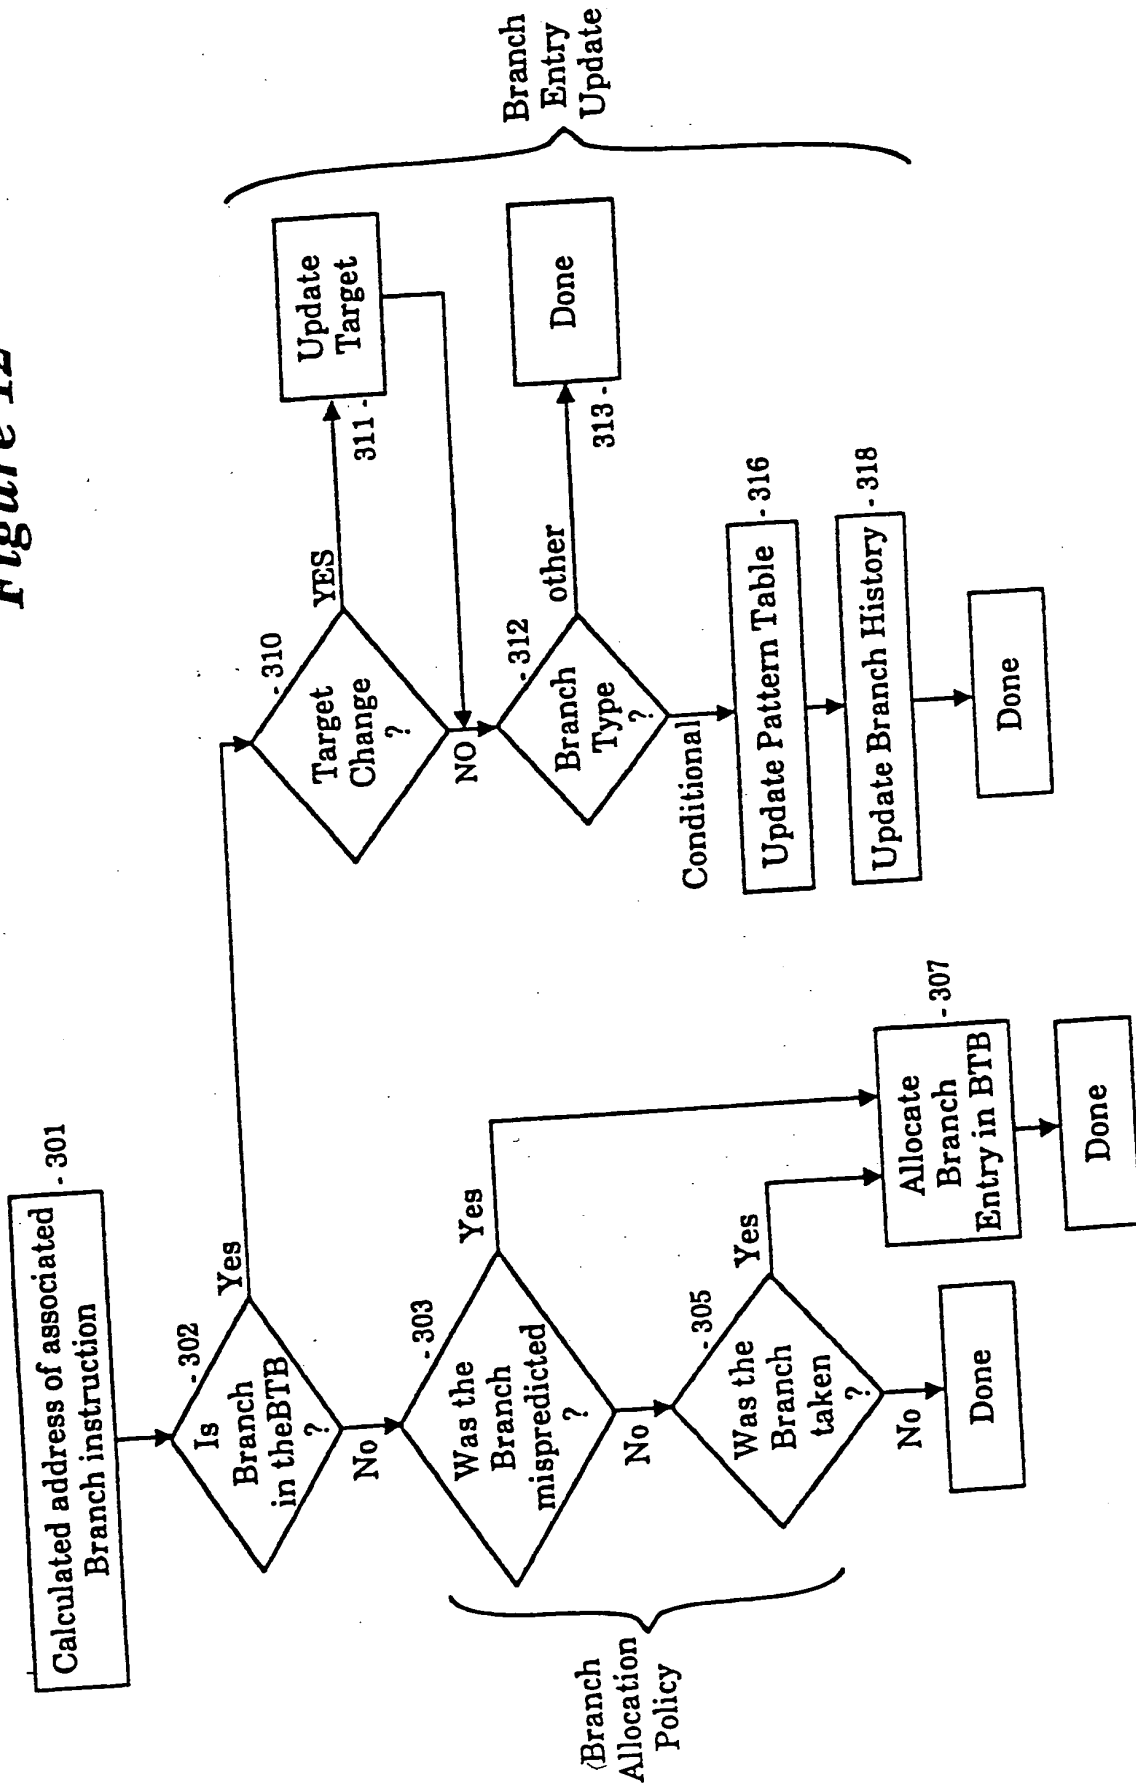 Figure 12
Calculated address of associated
Branch instruction
- 301
Is
Branch
in theBTB
?
- 302
Yes
No
Was the
Branch
mispredicted
?
- 303
Yes
No
Was the
Branch
taken
?
- 305
Yes
No
Done
Allocate
Branch
Entry in BTB
- 307
Done
(Branch
Allocation
Policy
Target
Change
?
- 310
YES
NO
Update
Target
311 -
Branch
Type
?
- 312
other
Conditional
Done
313 -
Update Pattern Table
- 316
Update Branch History
- 318
Done
Branch
Entry
Update